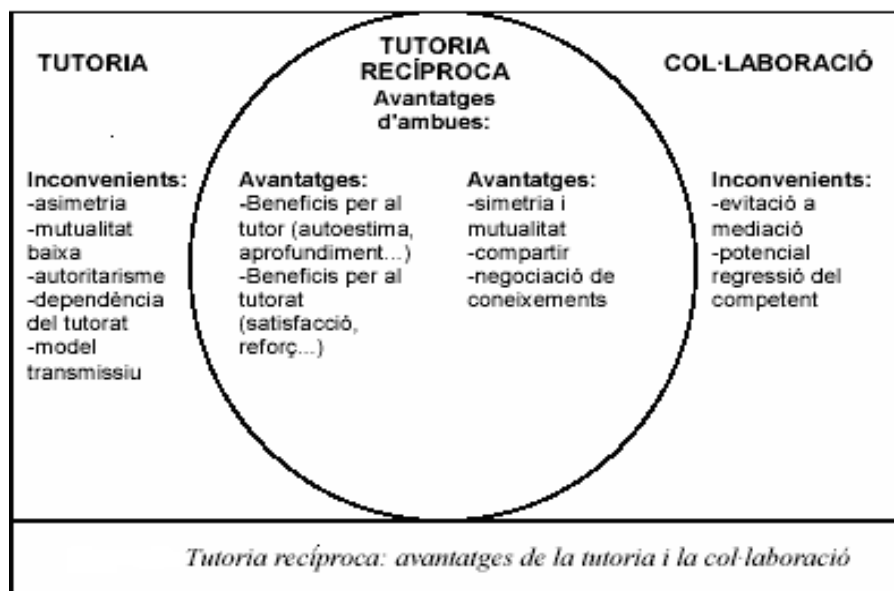 TUTORIA
TUTORIA
RECÍPROCA
Avantatges
d'ambues:
COL·LABORACIÓ
Inconvenients:
-asimetria
-mutualitat
baixa
-autoritarisme
-dependència
del tutorat
-model
transmissiu
Avantatges:
-Beneficis per al
tutor (autoestima,
aprofundiment...)
-Beneficis per al
tutorat
(satisfacció,
reforç...)
Avantatges:
-simetria i
mutualitat
-compartir
-negociació de
coneixements
Inconvenients:
-evitació a
mediació
-potencial
regressió del
competent
Tutoria recíproca: avantatges de la tutoria i la col·laboració